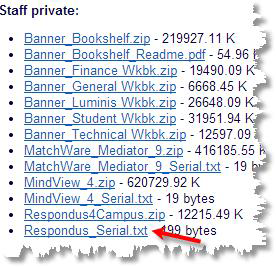 Staff private:
Banner_Bookshelf.zip - 219927.11 K
Banner_Bookshelf_Readme.pdf - 54.96
Banner_Finance Wkbk.zip - 19490.09 K
Banner_General Wkbk.zip - 6668.45 K
Banner_Luminis Wkbk.zip - 26648.09 K
Banner_Student Wkbk.zip - 31951.94 K
Banner_Technical Wkbk.zip - 12597.09
MatchWare_Mediator_9.zip - 416185.55 K
MatchWare_Mediator_9_Serial.txt - 19
MindView_4.zip - 620729.92 K
MindView_4_Serial.txt - 19 bytes
Respondus4Campus.zip - 12215.49 K
Respondus_Serial.txt 199 bytes